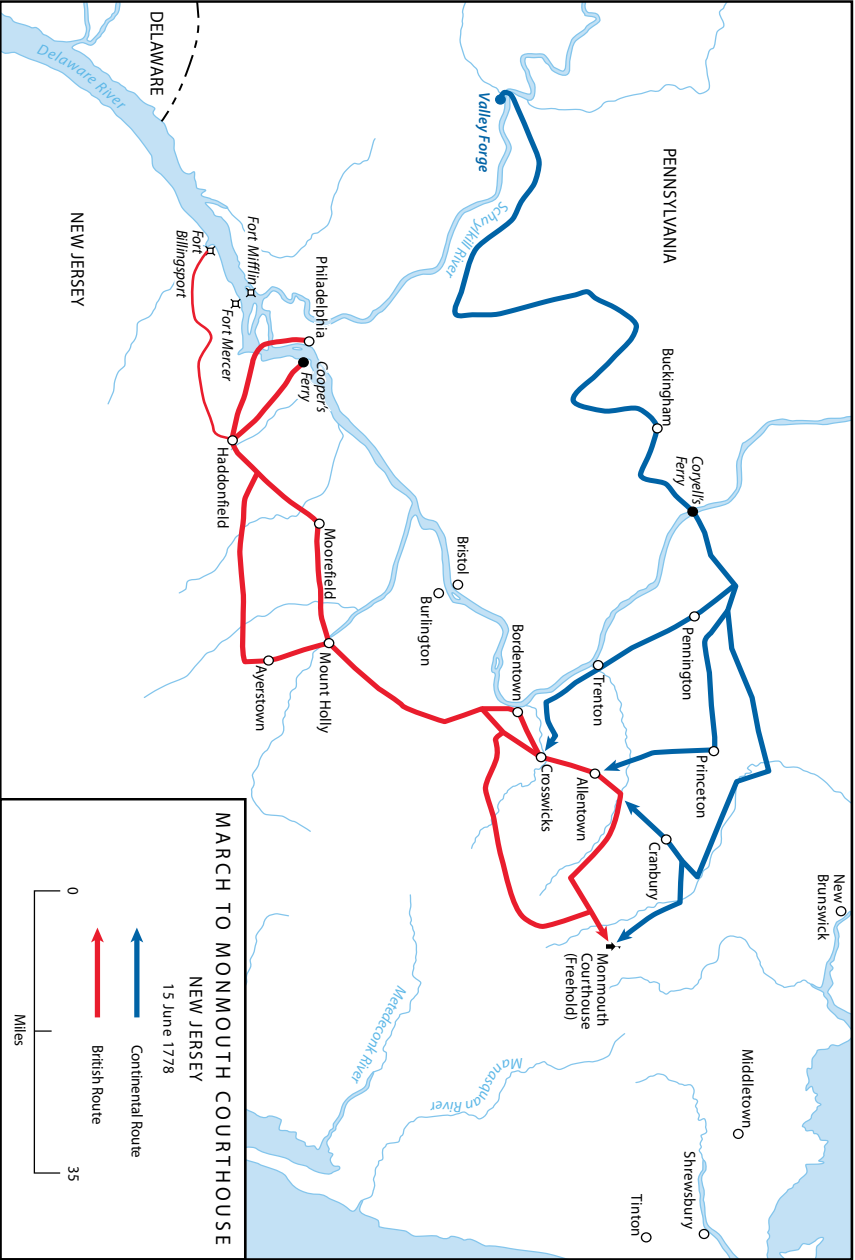 DELAWARE
Delaware River
PENNSYLVANIA
NEW JERSEY
Valley Forge
Schuylkill River
Fort
Billingsport
Fort Mifflin
Fort Mercer
Philadelphia
Cooper's
Ferry
Haddonfield
Buckingham
Coryell's
Ferry
Moorefield
Bristol
Burlington
Ayerstown
Mount Holly
Bordentown
Trenton
Pennington
Princeton
Crosswicks
Allentown
Cranbury
New
Brunswick
Monmouth
Courthouse
(Freehold)
Metedeconk River
Manasquan River
Middletown
Shrewsbury
Tinton
MARCH TO MONMOUTH COURTHOUSE
NEW JERSEY
15 June 1778
Continental Route
British Route
0
35
Miles